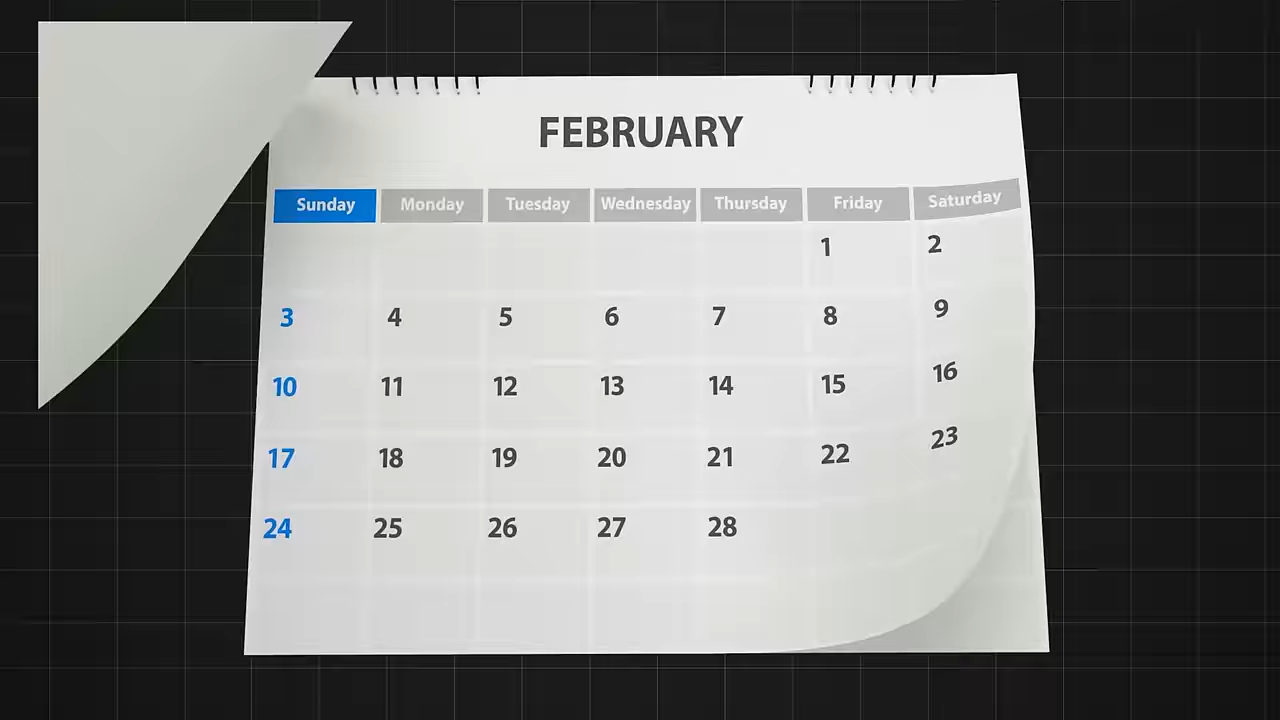 FEBRUARY
Sunday Monday Tuesday Wednesday Thursday Friday Saturday
1 2
3 4 5 6 7 8 9
10 11 12 13 14 15 16
17 18 19 20 21 22 23
24 25 26 27 28